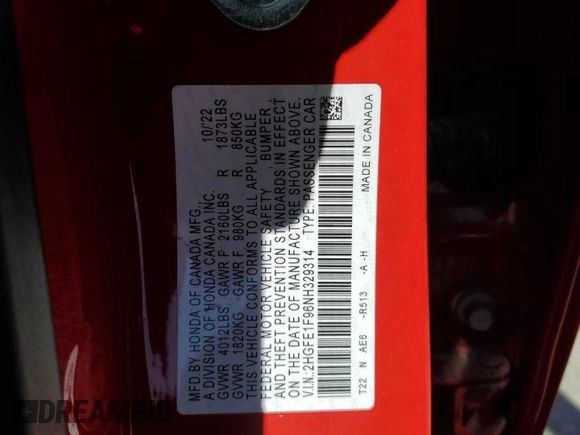 MFD BY HONDA OF CANADA MFG. 10/'22
A DIVISION OF HONDA CANADA INC.
GVWR 4012LBS GAWR F 2160LBS R 1873LBS
GVWR 1820KG GAWR F 980KG R 850KG
THIS VEHICLE CONFORMS TO ALL APPLICABLE
FEDERAL MOTOR VEHICLE SAFETY , BUMPER ,
AND THEFT PREVENTION STANDARDS IN EFFECT
ON THE DATE OF MANUFACTURE SHOWN ABOVE.
V.I.N.:2HGFE1F96NH329314 TYPE: PASSENGER CAR
T22 N AE6 -R513 -A -H MADE IN CANADA
DREAMBID